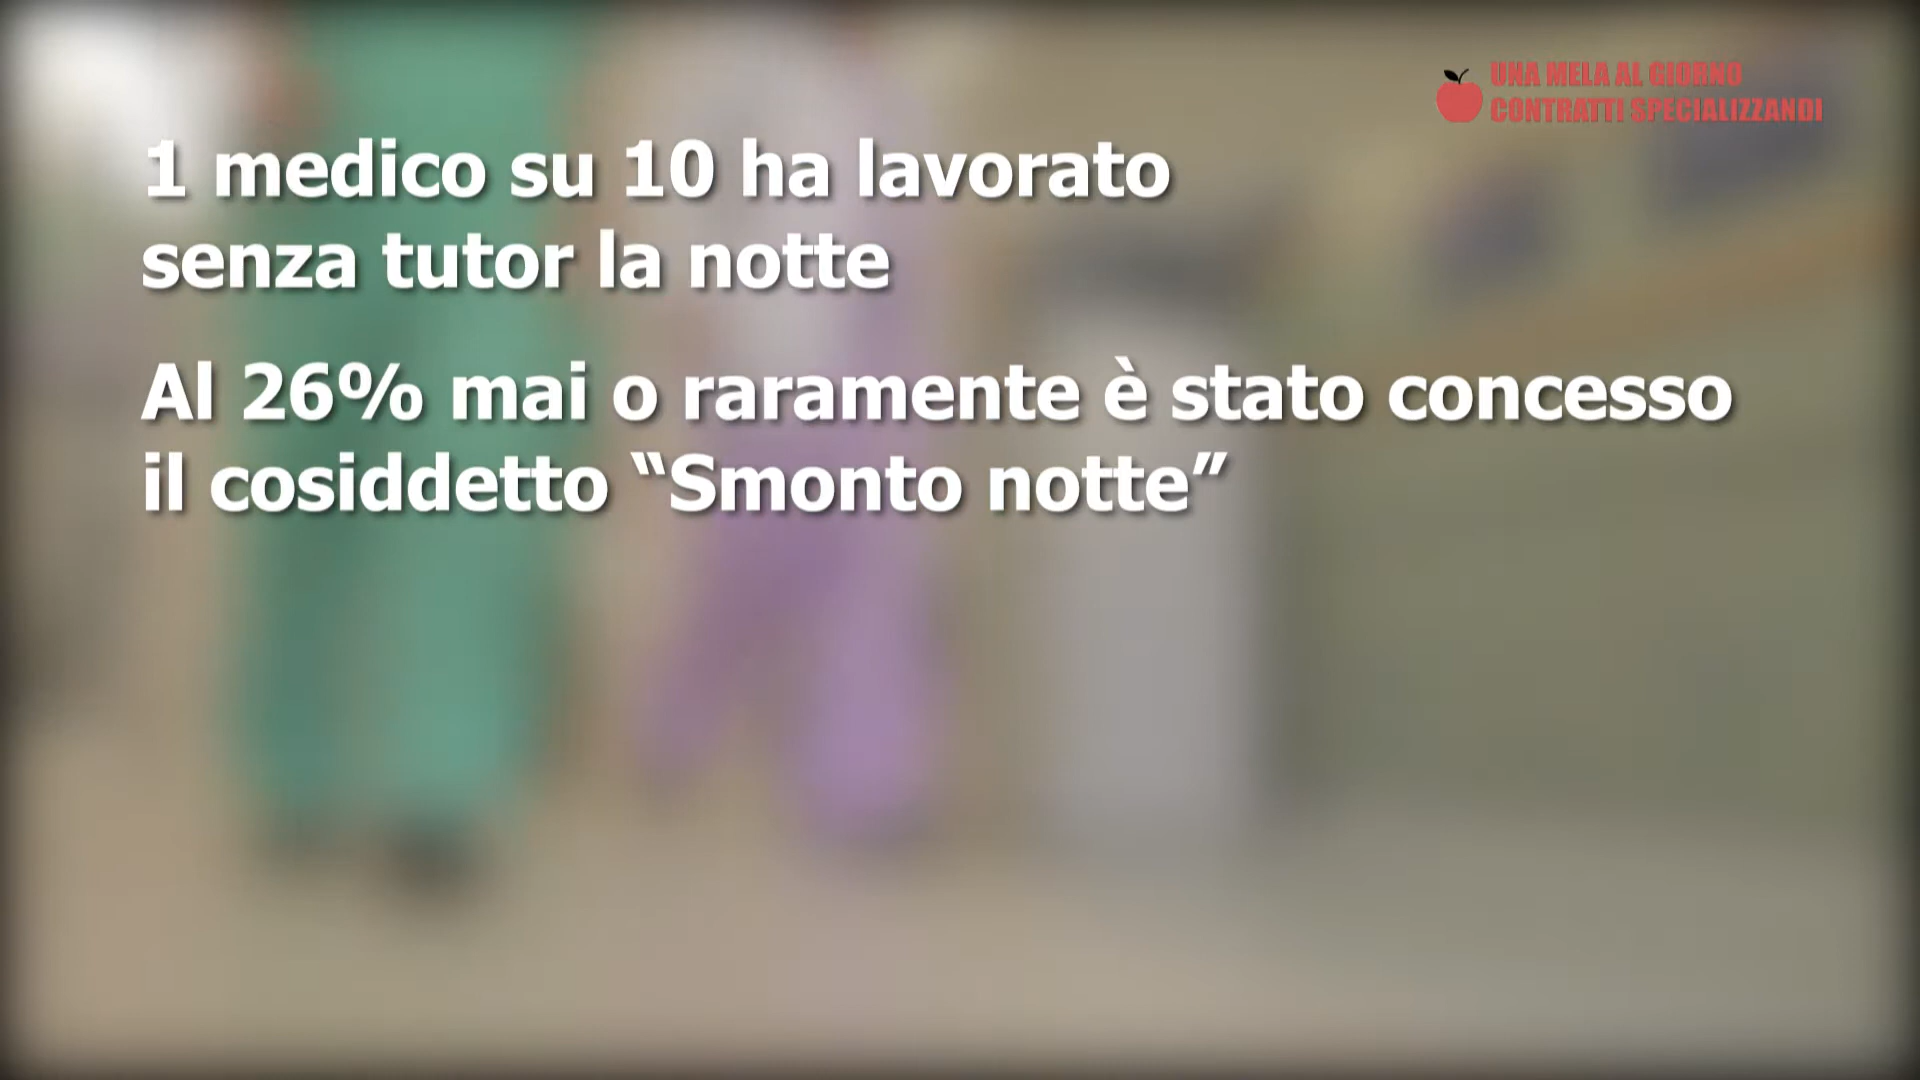 UNA MELA AL GIORNO
CONTRATTI SPECIALIZZANDI
1 medico su 10 ha lavorato
senza tutor la notte
Al 26% mai o raramente è stato concesso
il cosiddetto “Smonto notte”